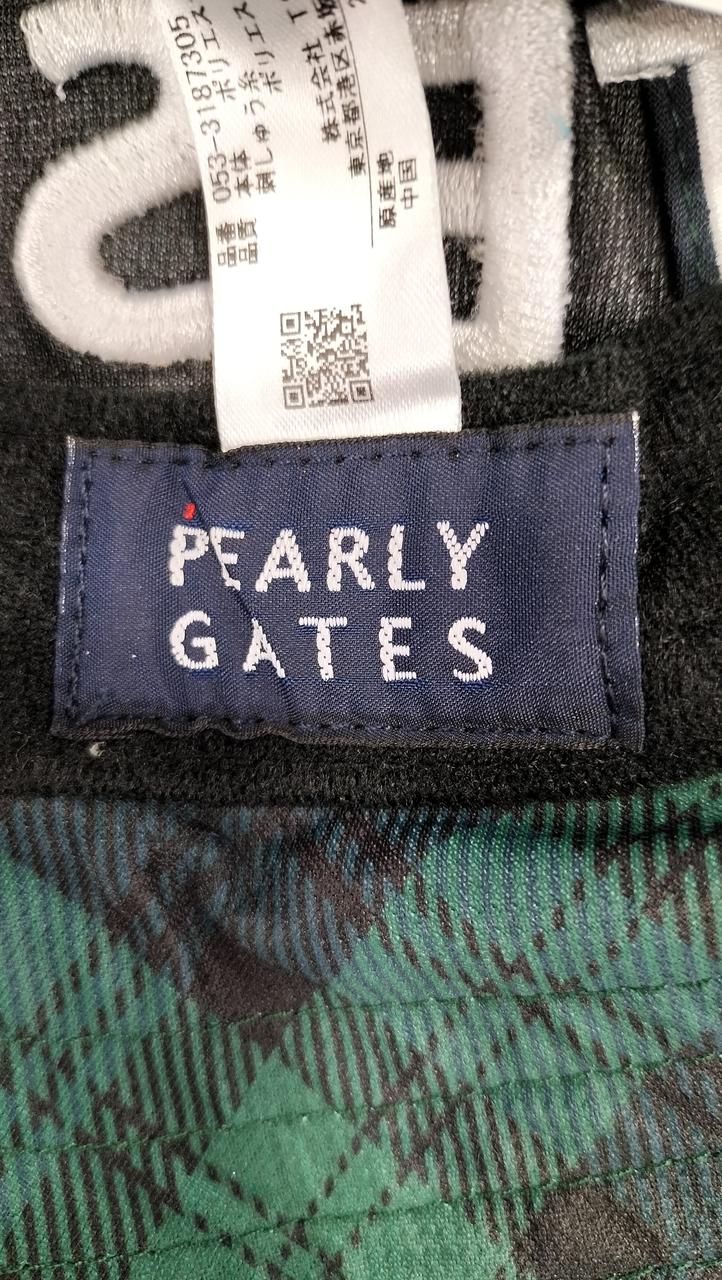 品番 053-3187305
品質 本体 ポリエス
刺しゅう糸 ポリエス
株式会社 T
東京都港区赤坂
原産地
中国
PEARLY
GATES